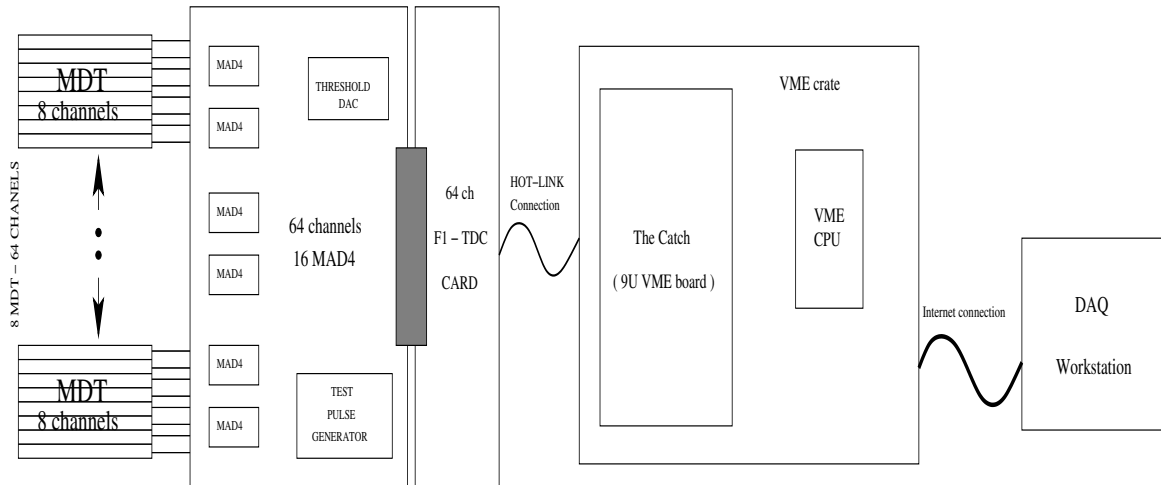 MDT
8 channels
8 MDT − 64 CHANNELS
MDT
8 channels
MAD4
MAD4
MAD4
MAD4
MAD4
MAD4
THRESHOLD
DAC
64 channels
16 MAD4
TEST
PULSE
GENERATOR
64 ch
F1 − TDC
CARD
HOT−LINK
Connection
VME crate
The Catch
( 9U VME board )
VME
CPU
Internet connection
DAQ
Workstation